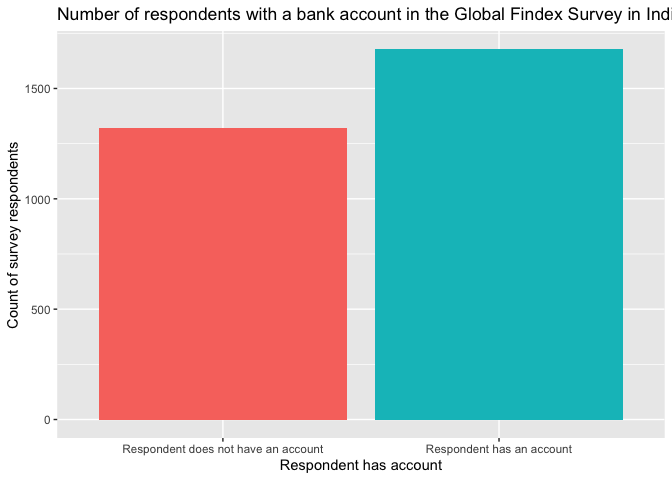 Number of respondents with a bank account in the Global Findex Survey in Indi
1500
1000
500
0
Count of survey respondents
Respondent does not have an account
Respondent has an account
Respondent has account